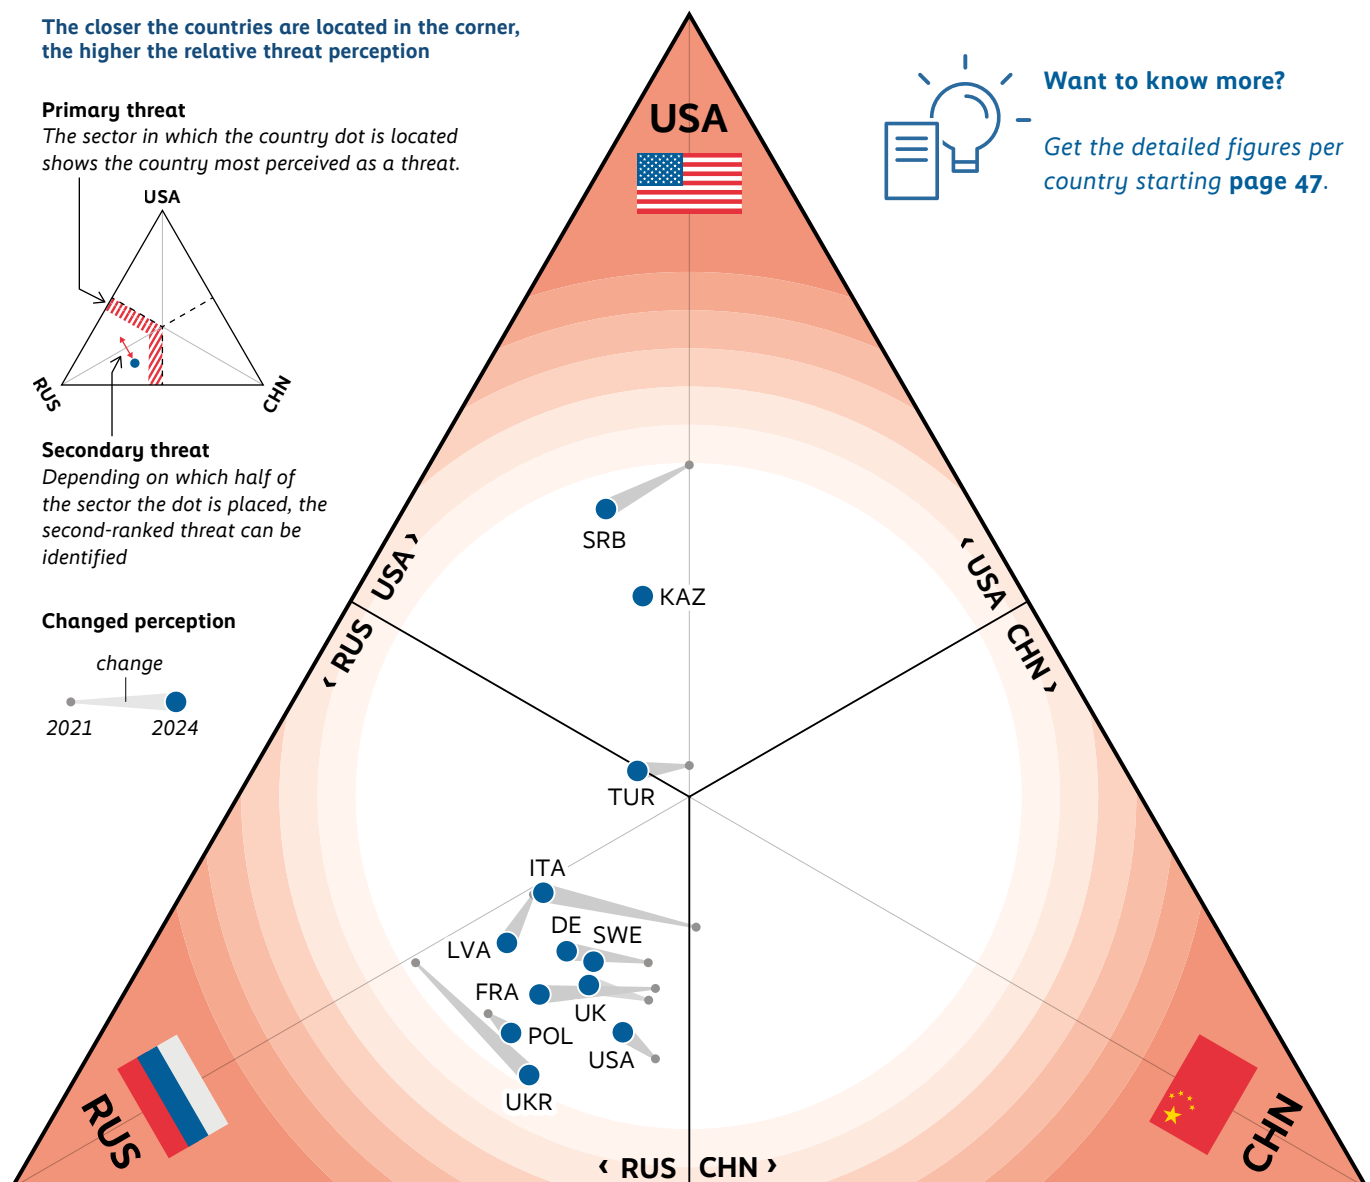 The closer the countries are located in the corner,
the higher the relative threat perception
Primary threat
The sector in which the country dot is located
shows the country most perceived as a threat.
USA
RUS
CHN
Secondary threat
Depending on which half of
the sector the dot is placed, the
second-ranked threat can be
identified
Changed perception
change
2021
2024
Want to know more?
Get the detailed figures per
country starting page 47.
USA
SRB
KAZ
USA ›
‹ RUS
‹ USA
CHN ›
TUR
ITA
DE
SWE
LVA
FRA
UK
POL
USA
UKR
RUS
CHN
‹ RUS
CHN ›